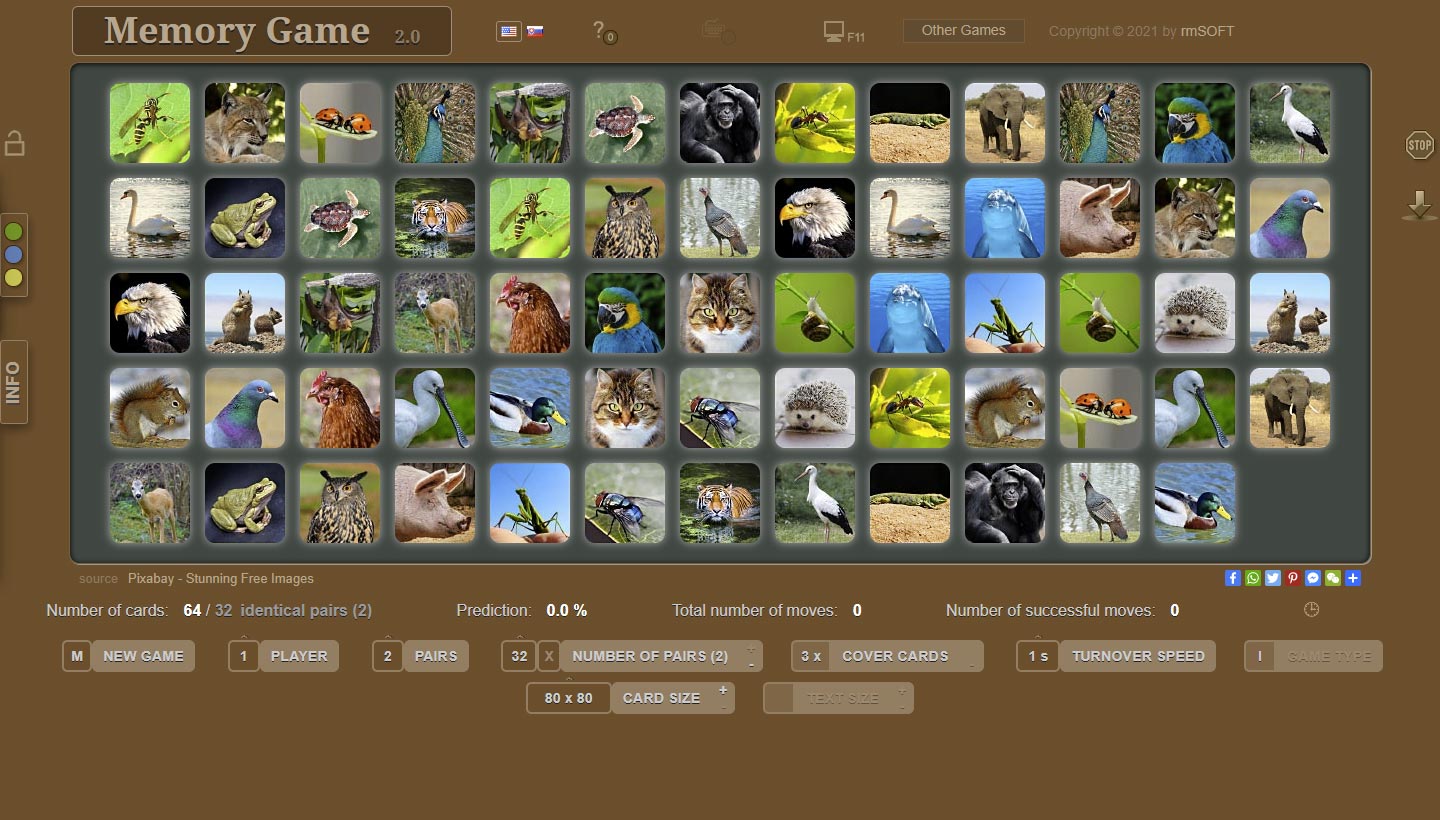 Memory Game 2.0
? 0
F11
Other Games
Copyright © 2021 by rmSOFT
STOP
INFO
source Pixabay - Stunning Free Images
Number of cards: 64 / 32 identical pairs (2)
Prediction: 0.0 %
Total number of moves: 0
Number of successful moves: 0
M NEW GAME
1 PLAYER
2 PAIRS
32 X NUMBER OF PAIRS (2) + -
3 x COVER CARDS -
1 s TURNOVER SPEED
I GAME TYPE
80 x 80 CARD SIZE + -
TEXT SIZE + -